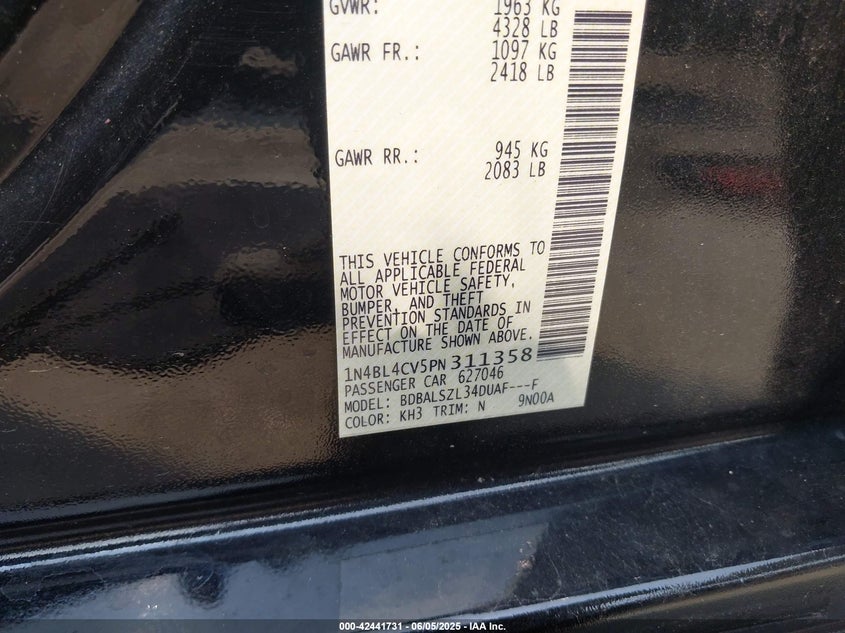 GVWR: 1963 KG
4328 LB
GAWR FR.: 1097 KG
2418 LB
GAWR RR.: 945 KG
2083 LB
THIS VEHICLE CONFORMS TO
ALL APPLICABLE FEDERAL
MOTOR VEHICLE SAFETY,
BUMPER, AND THEFT
PREVENTION STANDARDS IN
EFFECT ON THE DATE OF
MANUFACTURE SHOWN ABOVE.
1N4BL4CV5PN311358
PASSENGER CAR 627046
MODEL: BDBALSZL34DUAF---F
COLOR: KH3 TRIM: N 9N00A
000-42441731 | 06/05/2025 - IAA Inc.